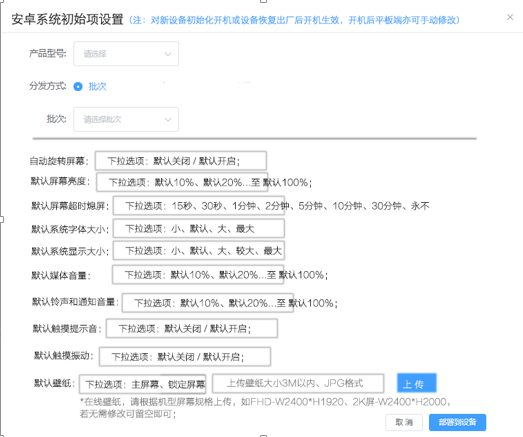 安卓系统初始项设置（注：对新设备初始化开机或设备恢复出厂后开机生效，开机后平板端亦可手动修改）
产品型号: 请选择
分发方式: 批次
批次: 请选择批次
自动旋转屏幕: 下拉选项: 默认关闭 / 默认开启;
默认屏幕亮度: 下拉选项: 默认10%、默认20%...至 默认100%;
默认屏幕超时熄屏: 下拉选项: 15秒、30秒、1分钟、2分钟、5分钟、10分钟、30分钟、永不
默认系统字体大小: 下拉选项: 小、默认、大、最大
默认系统显示大小: 下拉选项: 小、默认、大、较大、最大
默认媒体音量: 下拉选项: 默认10%、默认20%...至 默认100%;
默认铃声和通知音量: 下拉选项: 默认10%、默认20%...至 默认100%;
默认触摸提示音: 下拉选项: 默认关闭 / 默认开启;
默认触摸振动: 下拉选项: 默认关闭 / 默认开启;
默认壁纸: 下拉选项: 主屏幕、锁定屏幕 上传壁纸大小3M以内、JPG格式 上 传
*在线壁纸，请根据机型屏幕规格上传，如FHD-W2400*H1920、2K屏-W2400*H2000,
若无需修改可留空即可;
取 消 部署到设备